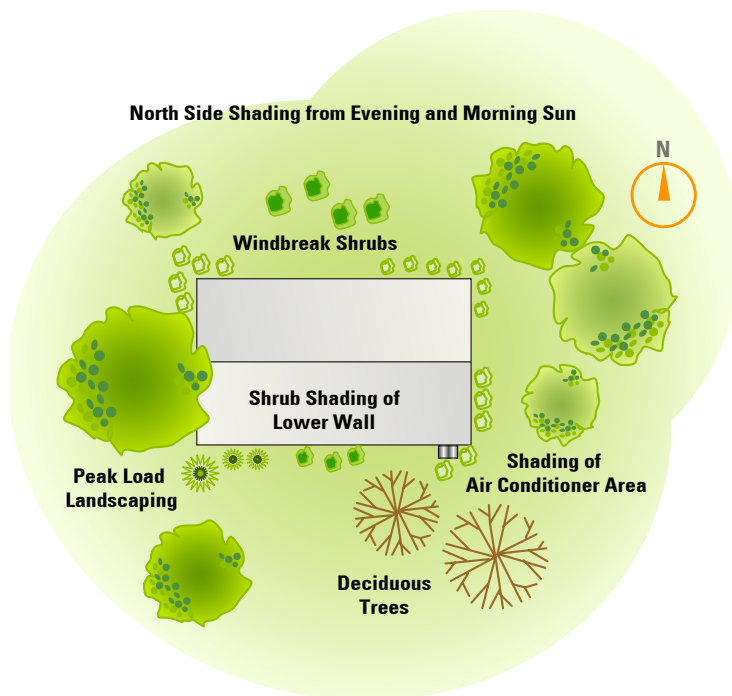 North Side Shading from Evening and Morning Sun
N
Windbreak Shrubs
Shrub Shading of
Lower Wall
Peak Load
Landscaping
Shading of
Air Conditioner Area
Deciduous
Trees